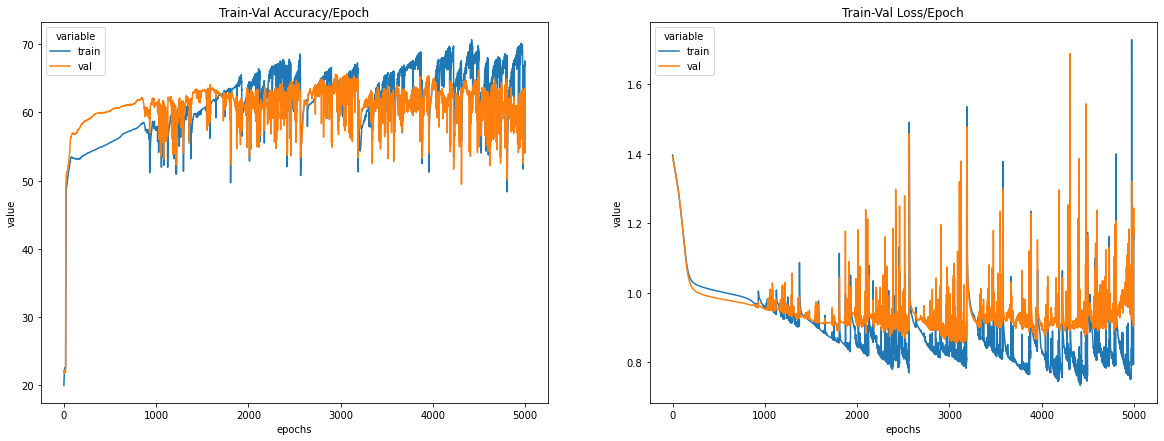 Train-Val Accuracy/Epoch
variable
train
val
value
70
60
50
40
30
20
0
1000
2000
3000
4000
5000
epochs
Train-Val Loss/Epoch
variable
train
val
value
1.6
1.4
1.2
1.0
0.8
0
1000
2000
3000
4000
5000
epochs